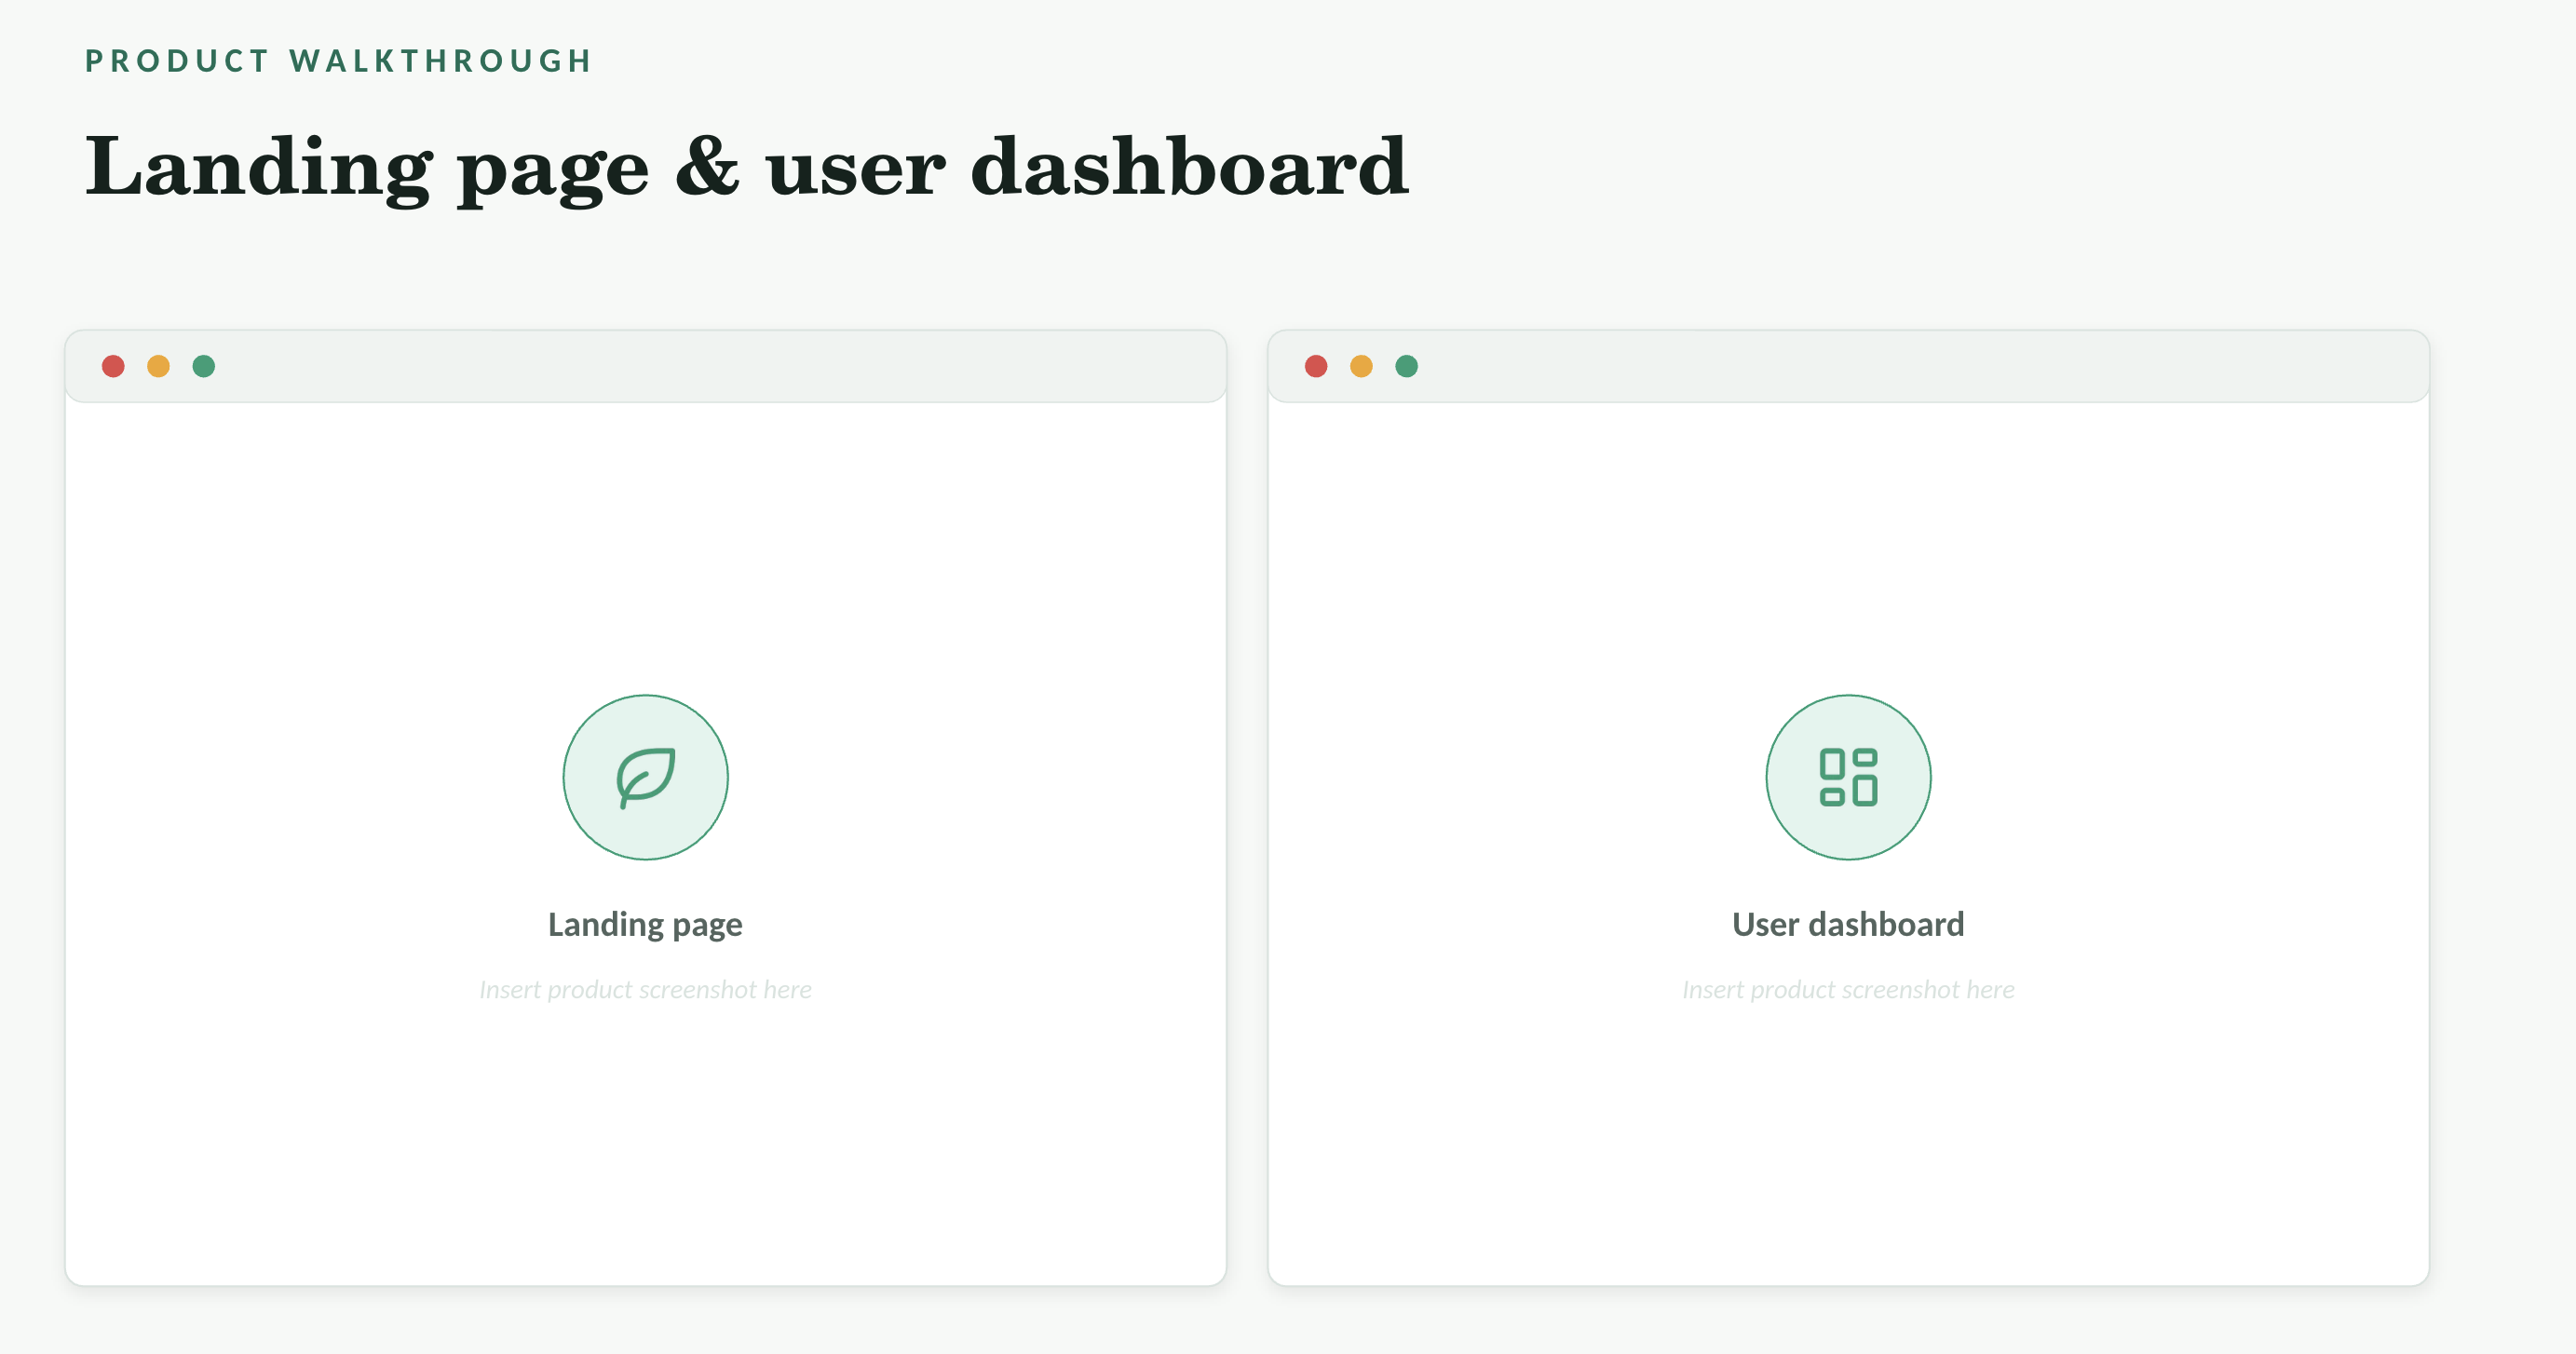 PRODUCT WALKTHROUGH
Landing page & user dashboard
Landing page
Insert product screenshot here
User dashboard
Insert product screenshot here